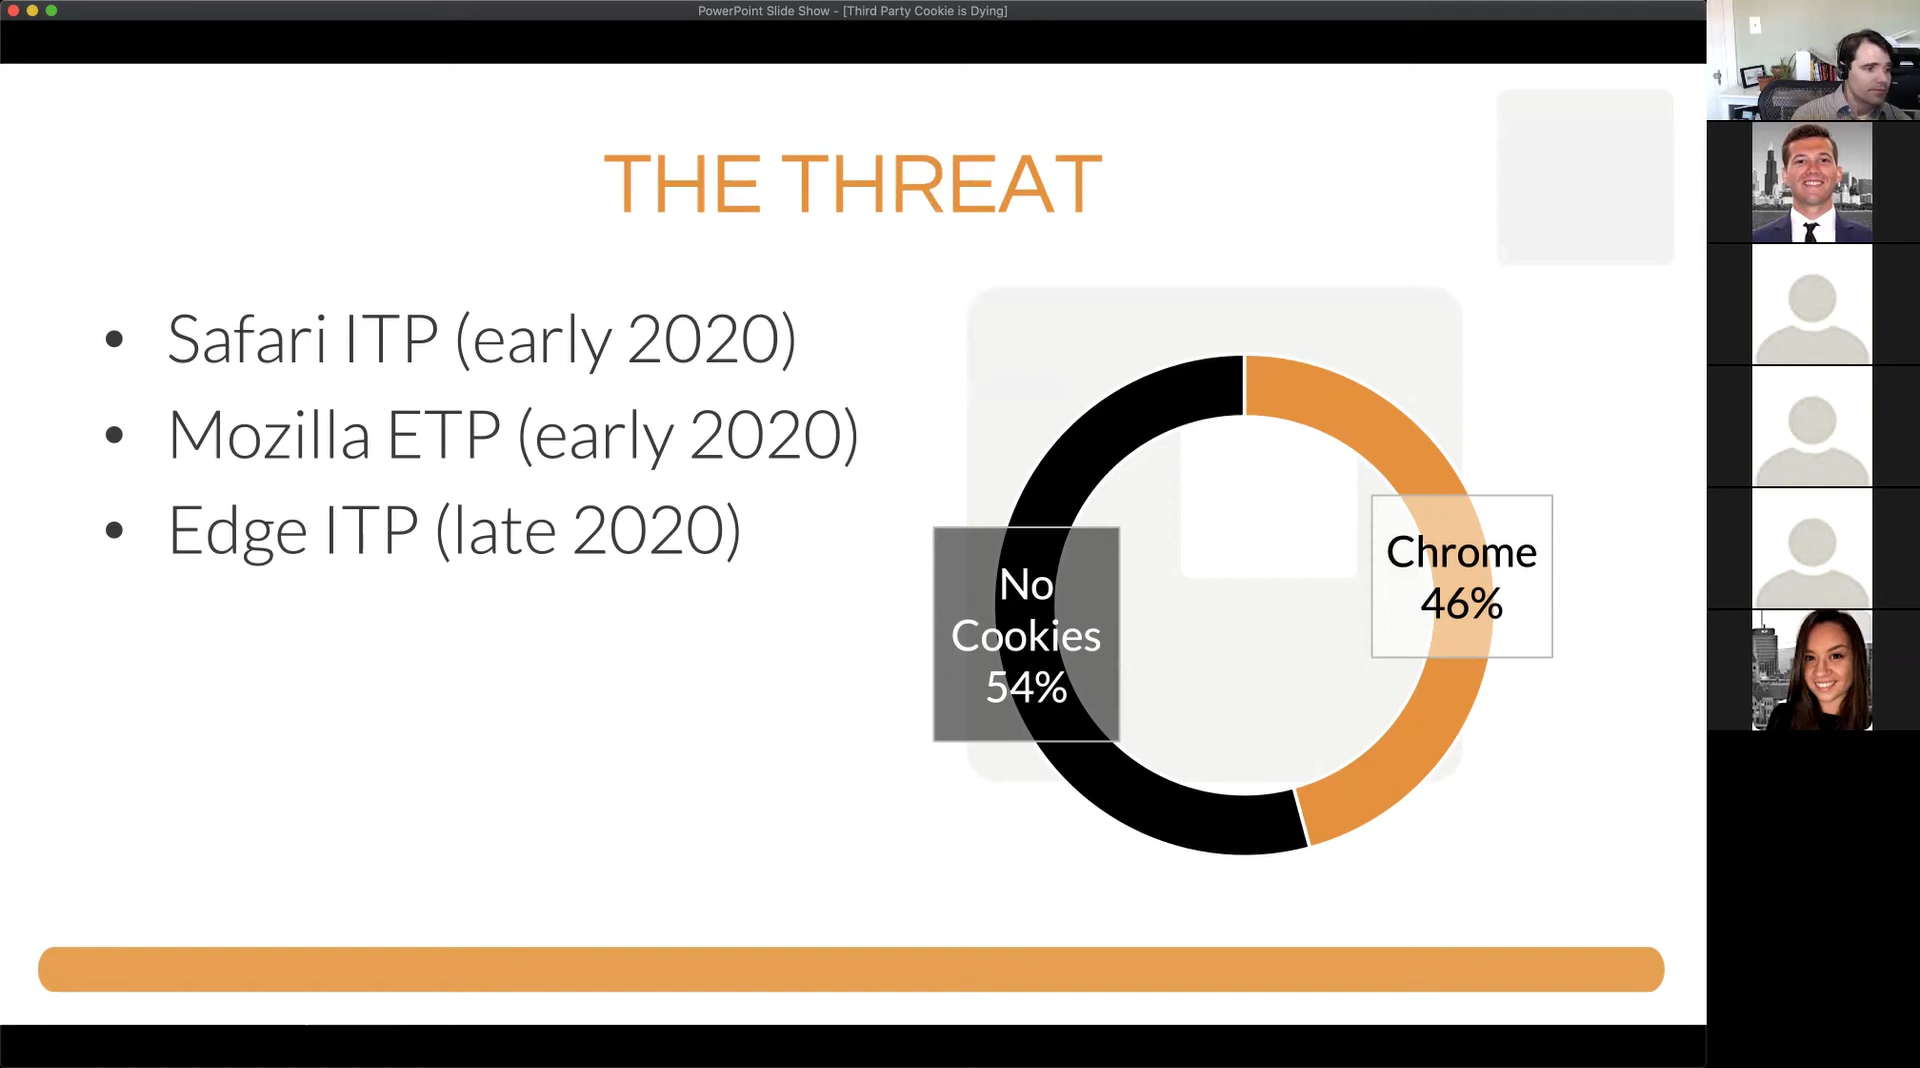 PowerPoint Slide Show - [Third Party Cookie is Dying]
THE THREAT
• Safari ITP (early 2020)
• Mozilla ETP (early 2020)
• Edge ITP (late 2020)
No
Cookies
54%
Chrome
46%